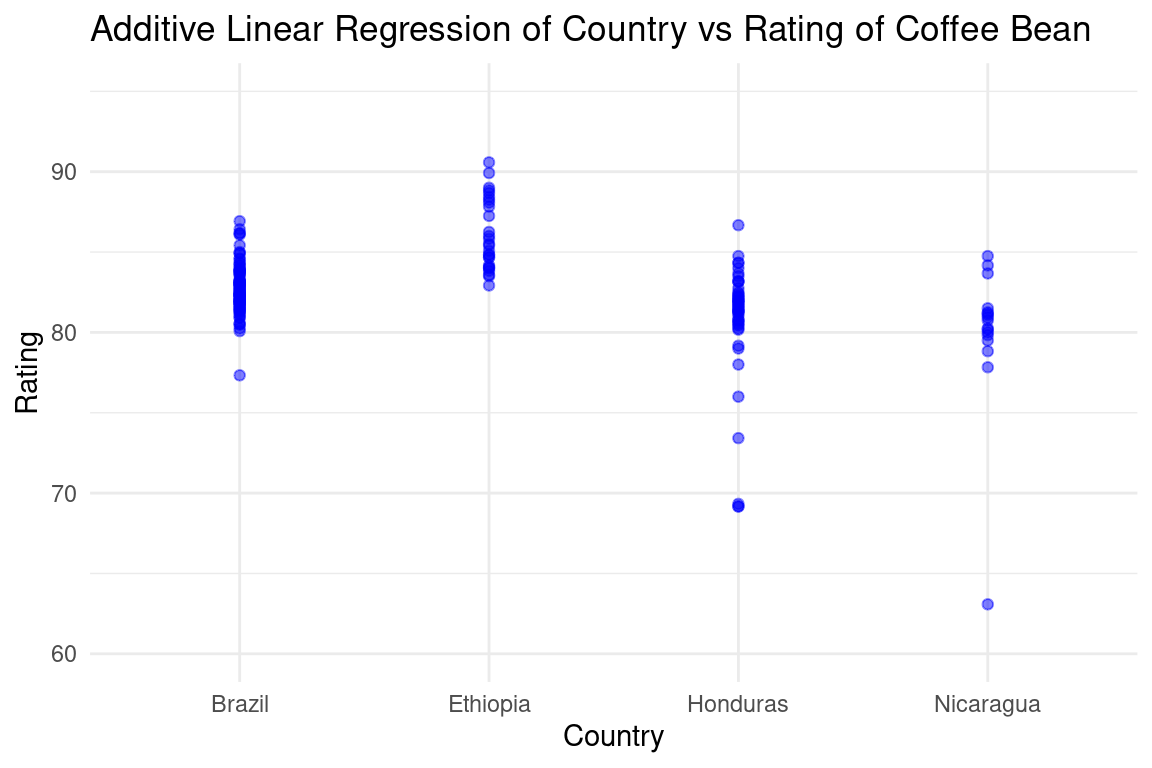 Additive Linear Regression of Country vs Rating of Coffee Bean
90
80
70
60
Rating
Brazil Ethiopia Honduras Nicaragua
Country